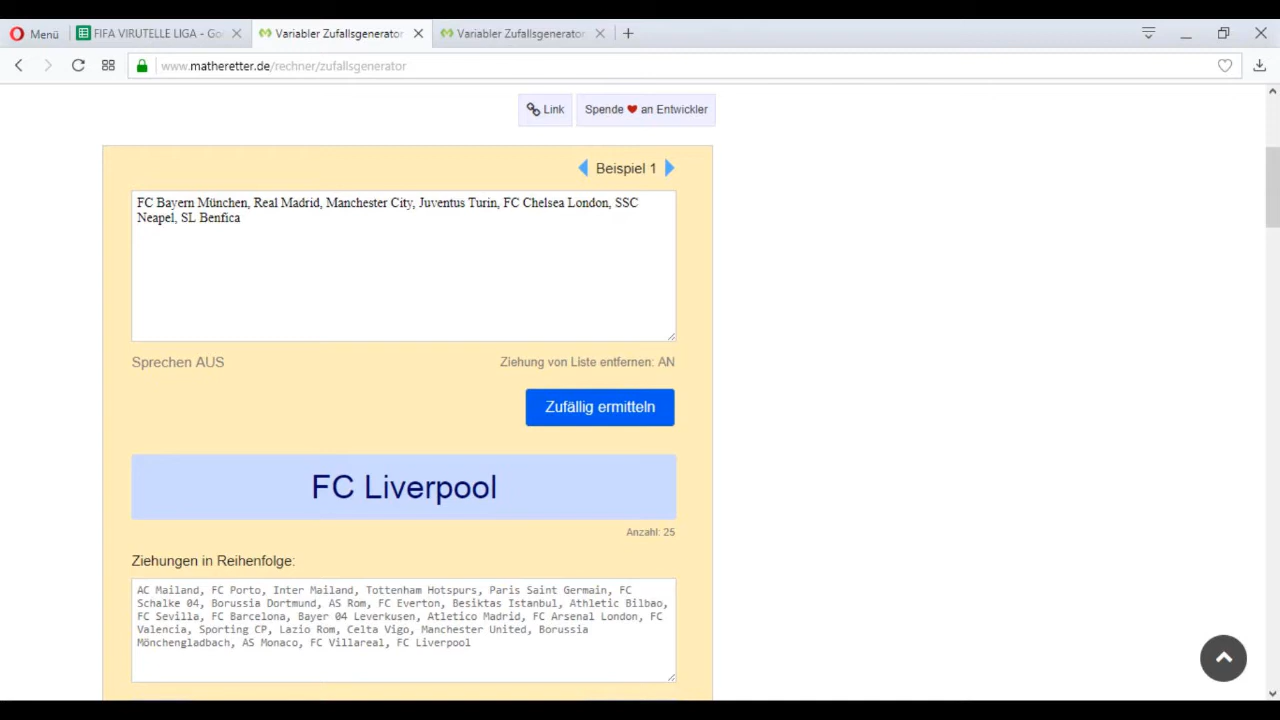 Menü
FIFA VIRUTELLE LIGA - Go
Variabler Zufallsgenerator
Variabler Zufallsgenerator
www.matheretter.de/rechner/zufallsgenerator
Link
Spende an Entwickler
Beispiel 1
FC Bayern München, Real Madrid, Manchester City, Juventus Turin, FC Chelsea London, SSC
Neapel, SL Benfica
Sprechen AUS
Ziehung von Liste entfernen: AN
Zufällig ermitteln
FC Liverpool
Anzahl: 25
Ziehungen in Reihenfolge:
AC Mailand, FC Porto, Inter Mailand, Tottenham Hotspurs, Paris Saint Germain, FC
Schalke 04, Borussia Dortmund, AS Rom, FC Everton, Besiktas Istanbul, Athletic Bilbao,
FC Sevilla, FC Barcelona, Bayer 04 Leverkusen, Atletico Madrid, FC Arsenal London, FC
Valencia, Sporting CP, Lazio Rom, Celta Vigo, Manchester United, Borussia
Mönchengladbach, AS Monaco, FC Villareal, FC Liverpool